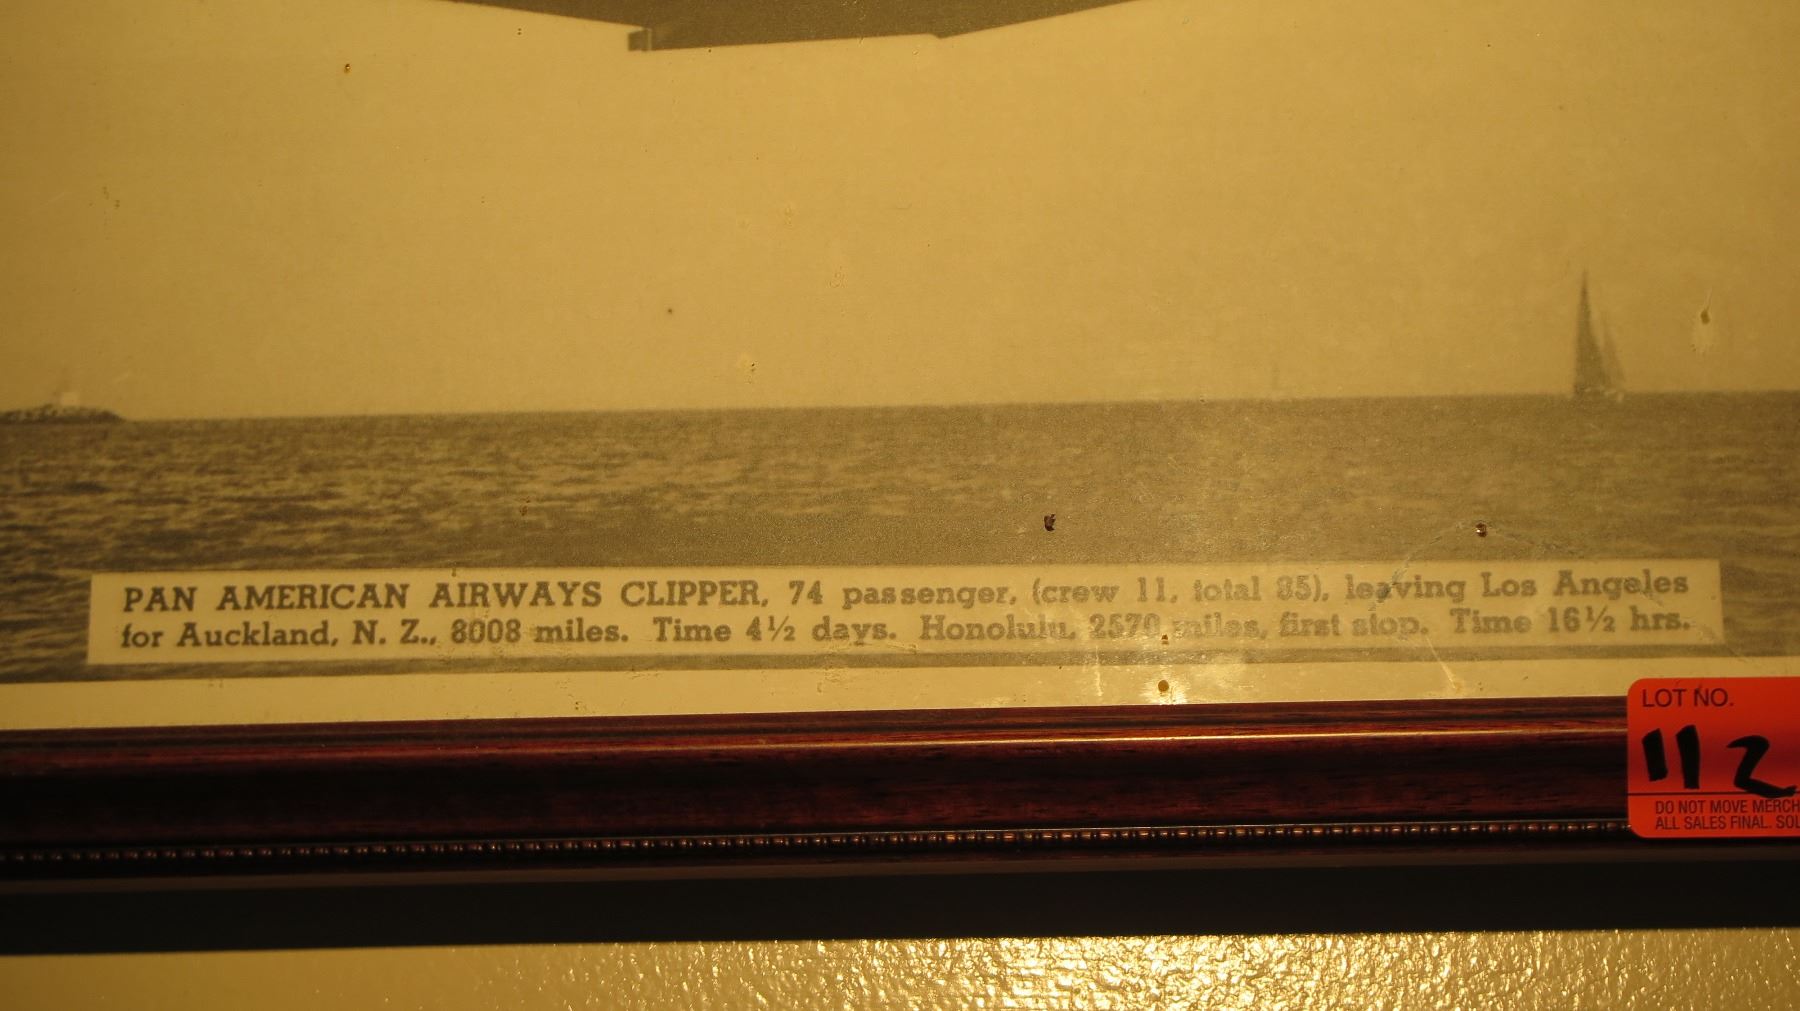 PAN AMERICAN AIRWAYS CLIPPER, 74 passenger, (crew 11, total 85), leaving Los Angeles
for Auckland, N. Z., 8008 miles. Time 4½ days. Honolulu, 2570 miles, first stop. Time 16½ hrs.
LOT NO.
112
DO NOT MOVE MERCH
ALL SALES FINAL. SOL